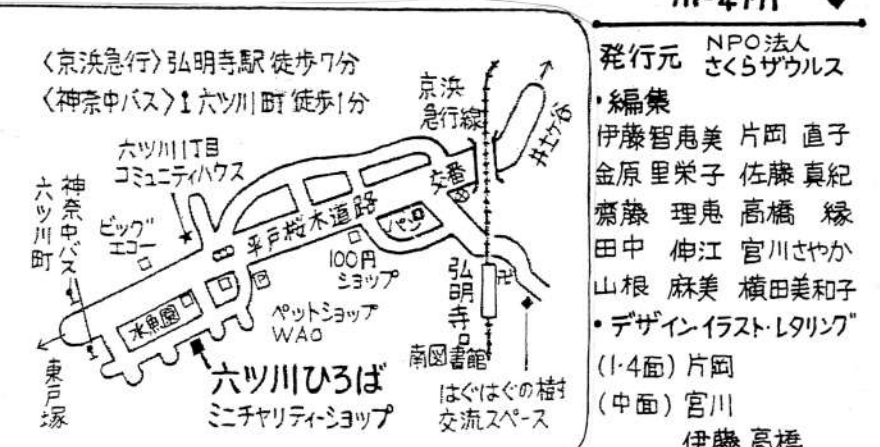 〈京浜急行〉弘明寺駅 徒歩7分
〈神奈中バス〉六ツ川町 徒歩1分
京浜
急行線
井土ヶ谷
六ツ川1丁目
コミュニティハウス
交番
神奈中バス
六ツ川町
ビッグ
エコー
平戸桜木道路
パン
100円
ショップ
弘明寺
卍
水魚園
ペットショップ
WAO
南図書館
東戸塚
六ツ川ひろば
ミニチャリティーショップ
はぐはぐの樹
交流スペース
発行元 NPO法人
さくらザウルス
・編集
伊藤智恵美 片岡 直子
金原里栄子 佐藤 真紀
齋藤 理恵 高橋 縁
田中 伸江 宮川さやか
山根 麻美 横田美和子
・デザイン・イラスト・レタリング
(1・4面) 片岡
(中面) 宮川
伊藤 高橋